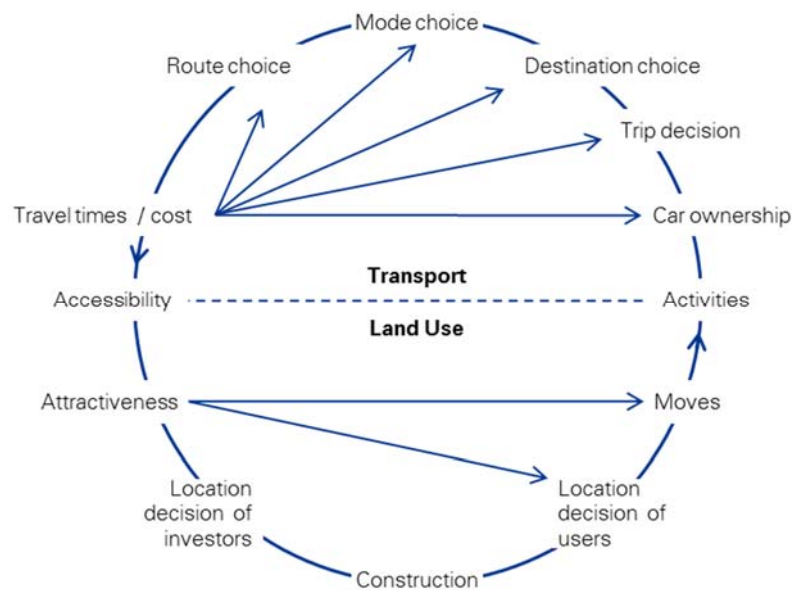 Mode choice
Route choice
Destination choice
Trip decision
Travel times / cost
Car ownership
Transport
Accessibility
Activities
Land Use
Attractiveness
Moves
Location
decision of
investors
Location
decision of
users
Construction